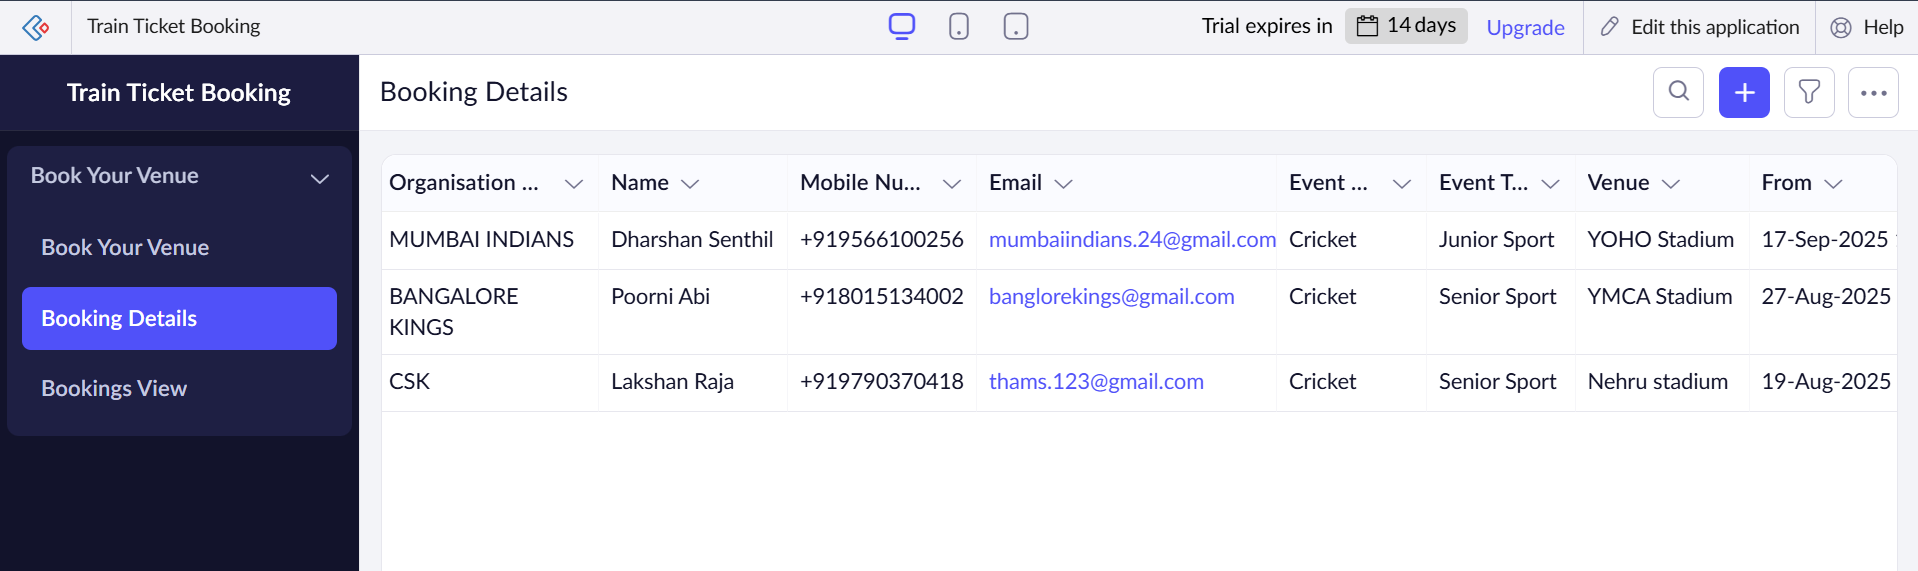 Train Ticket Booking
Trial expires in 14 days Upgrade Edit this application Help
Train Ticket Booking
Booking Details
Book Your Venue
Book Your Venue
Booking Details
Bookings View
Organisation ... Name Mobile Nu... Email Event ... Event T... Venue From
MUMBAI INDIANS Dharshan Senthil +919566100256 mumbaiindians.24@gmail.com Cricket Junior Sport YOHO Stadium 17-Sep-2025
BANGALORE KINGS Poorni Abi +918015134002 banglorekings@gmail.com Cricket Senior Sport YMCA Stadium 27-Aug-2025
CSK Lakshan Raja +919790370418 thams.123@gmail.com Cricket Senior Sport Nehru stadium 19-Aug-2025